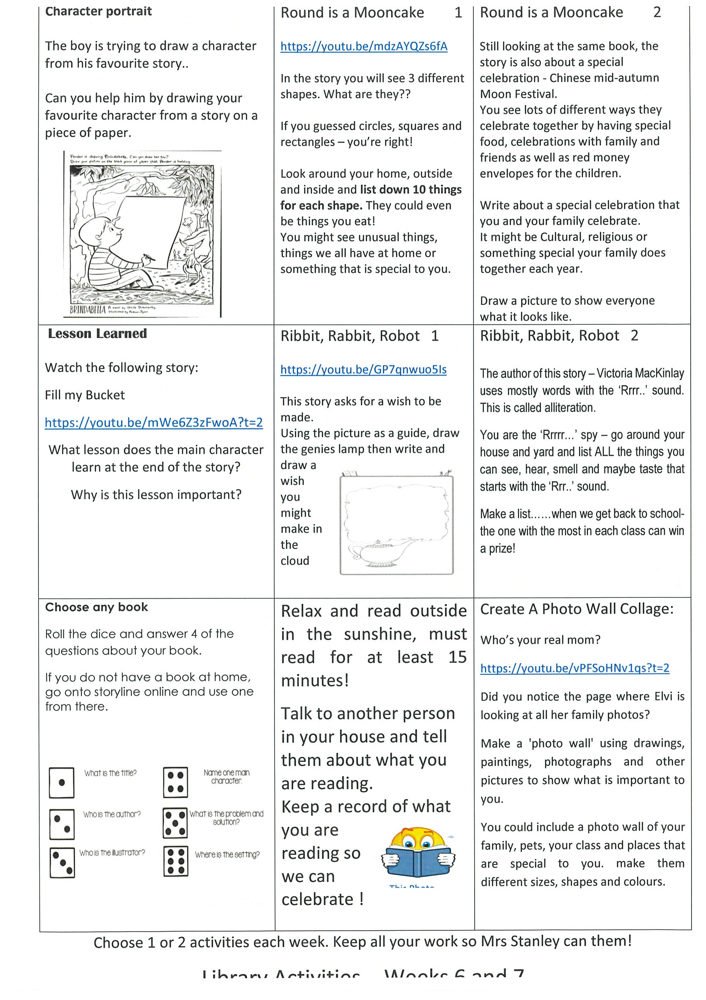 Character portrait
The boy is trying to draw a character
from his favourite story..
Can you help him by drawing your
favourite character from a story on a
piece of paper.
Pender is drawing Brindabella. Can you draw her too?
Draw your picture on the blank piece of paper that Pender is holding.
BRINDABELLA A novel by Ursula Dubosarsky.
Illustrated by Andrew Joyner
Round is a Mooncake 1
https://youtu.be/mdzAYQZs6fA
In the story you will see 3 different
shapes. What are they??
If you guessed circles, squares and
rectangles – you're right!
Look around your home, outside
and inside and list down 10 things
for each shape. They could even
be things you eat!
You might see unusual things,
things we all have at home or
something that is special to you.
Round is a Mooncake 2
Still looking at the same book, the
story is also about a special
celebration - Chinese mid-autumn
Moon Festival.
You see lots of different ways they
celebrate together by having special
food, celebrations with family and
friends as well as red money
envelopes for the children.
Write about a special celebration that
you and your family celebrate.
It might be Cultural, religious or
something special your family does
together each year.
Draw a picture to show everyone
what it looks like.
Lesson Learned
Watch the following story:
Fill my Bucket
https://youtu.be/mWe6Z3zFwoA?t=2
What lesson does the main character
learn at the end of the story?
Why is this lesson important?
Ribbit, Rabbit, Robot 1
https://youtu.be/GP7qnwuo5Is
This story asks for a wish to be
made.
Using the picture as a guide, draw
the genies lamp then write and
draw a
wish
you
might
make in
the
cloud
Ribbit, Rabbit, Robot 2
The author of this story – Victoria MacKinlay
uses mostly words with the 'Rrrr..' sound.
This is called alliteration.
You are the 'Rrrrr...' spy – go around your
house and yard and list ALL the things you
can see, hear, smell and maybe taste that
starts with the 'Rrr..' sound.
Make a list……when we get back to school-
the one with the most in each class can win
a prize!
Choose any book
Roll the dice and answer 4 of the
questions about your book.
If you do not have a book at home,
go onto storyline online and use one
from there.
What is the title?
Name one main
character.
Who is the author?
What is the problem and
solution?
Who is the illustrator?
Where is the setting?
Relax and read outside
in the sunshine, must
read for at least 15
minutes!
Talk to another person
in your house and tell
them about what you
are reading.
Keep a record of what
you are
reading so
we can
celebrate !
This Photo
Create A Photo Wall Collage:
Who's your real mom?
https://youtu.be/vPFSoHNv1qs?t=2
Did you notice the page where Elvi is
looking at all her family photos?
Make a 'photo wall' using drawings,
paintings, photographs and other
pictures to show what is important to
you.
You could include a photo wall of your
family, pets, your class and places that
are special to you. make them
different sizes, shapes and colours.
Choose 1 or 2 activities each week. Keep all your work so Mrs Stanley can them!
Library Activities Weeks 6 and 7